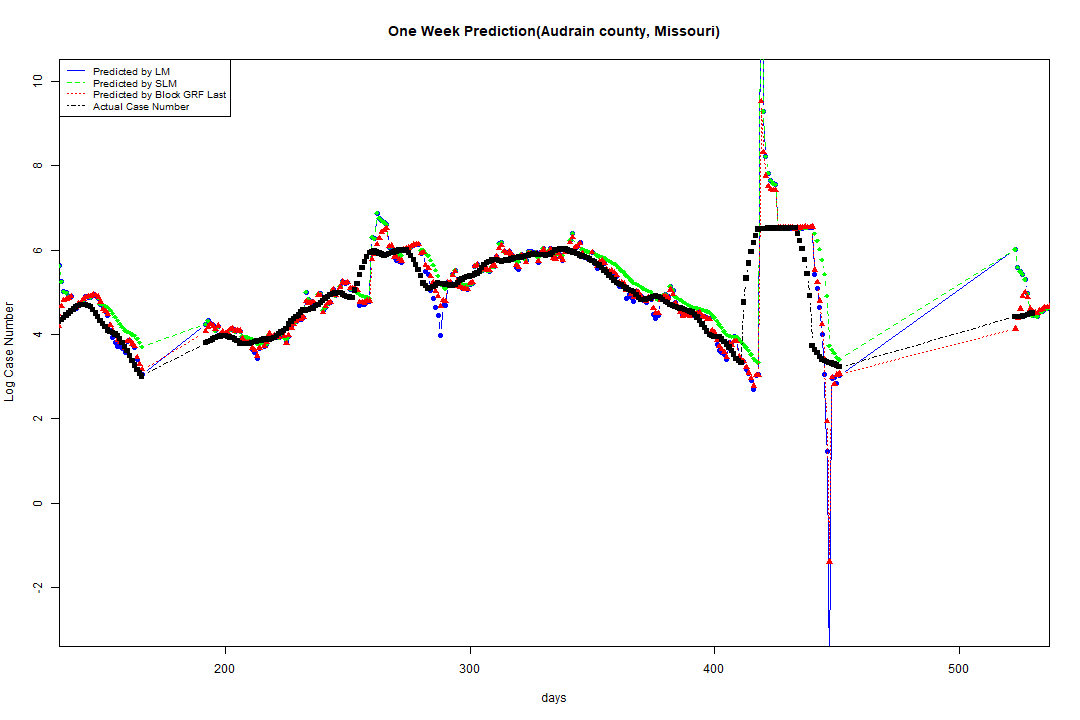 One Week Prediction(Audrain county, Missouri)
Predicted by LM
Predicted by SLM
Predicted by Block GRF Last
Actual Case Number
10
8
6
4
2
0
-2
Log Case Number
200 300 400 500
days